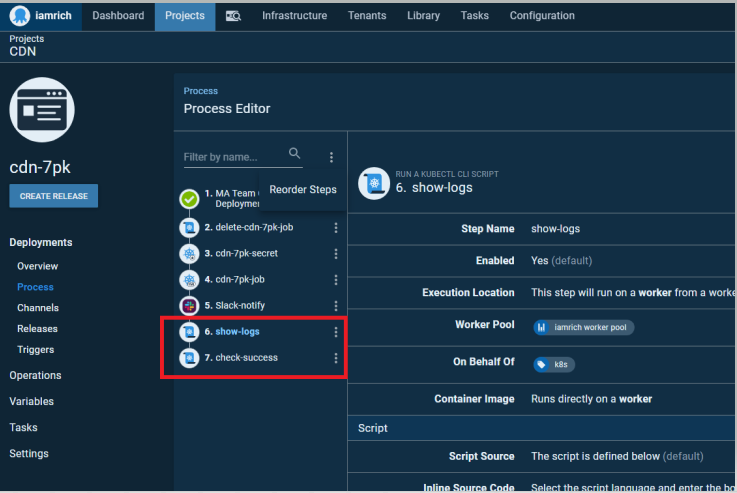 iamrich
Dashboard
Projects
Infrastructure
Tenants
Library
Tasks
Configuration
Projects
CDN
cdn-7pk
CREATE RELEASE
Deployments
Overview
Process
Channels
Releases
Triggers
Operations
Variables
Tasks
Settings
Process
Process Editor
Filter by name...
Reorder Steps
1. MA Team
Deployme
2. delete-cdn-7pk-job
3. cdn-7pk-secret
4. cdn-7pk-job
5. Slack-notify
6. show-logs
7. check-success
RUN A KUBECTL CLI SCRIPT
6. show-logs
Step Name show-logs
Enabled Yes (default)
Execution Location This step will run on a worker from a worke
Worker Pool iamrich worker pool
On Behalf Of k8s
Container Image Runs directly on a worker
Script
Script Source The script is defined below (default)
Inline Source Code Select the script language and enter the bo